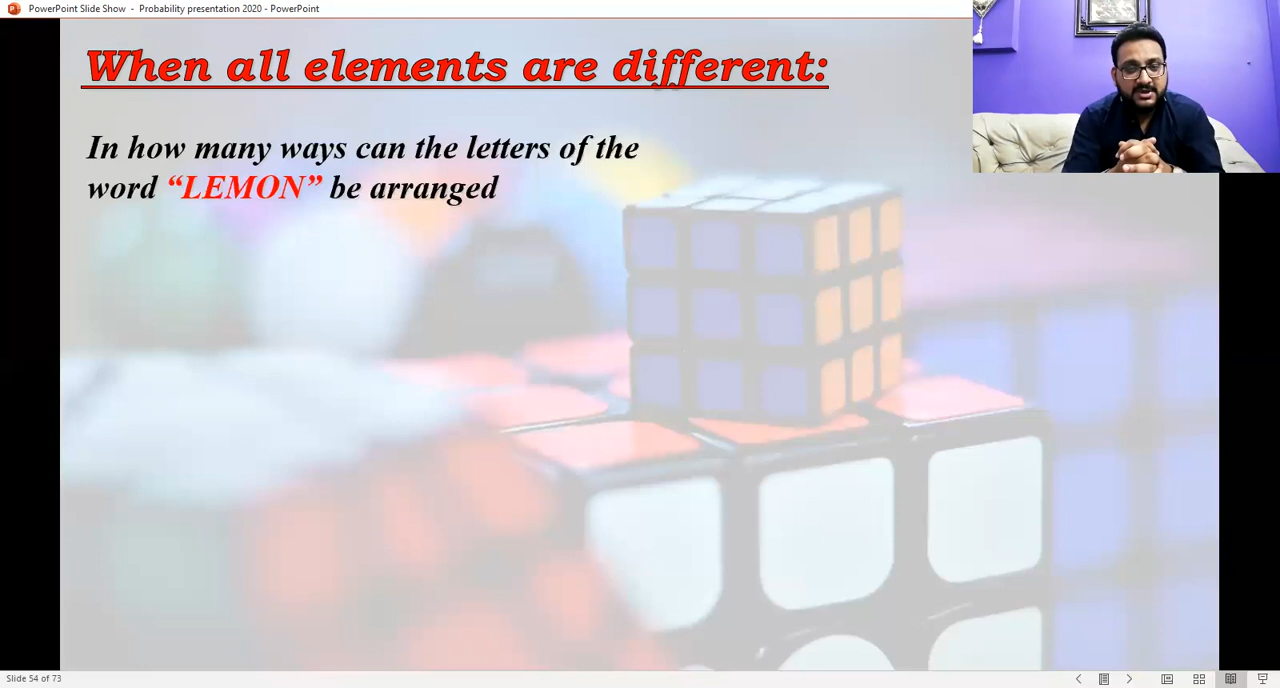 PowerPoint Slide Show - Probability presentation 2020 - PowerPoint
When all elements are different:
In how many ways can the letters of the
word “LEMON” be arranged
Slide 54 of 73